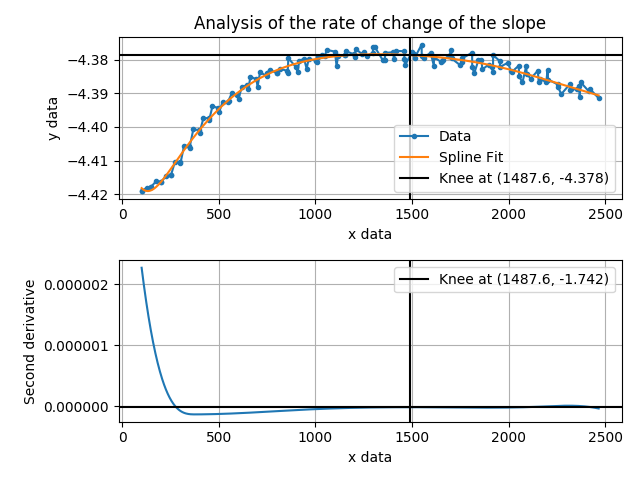 Analysis of the rate of change of the slope
−4.38
−4.39
−4.40
−4.41
−4.42
y data
Data
Spline Fit
Knee at (1487.6, -4.378)
0 500 1000 1500 2000 2500
x data
0.000002
0.000001
0.000000
Second derivative
Knee at (1487.6, -1.742)
0 500 1000 1500 2000 2500
x data